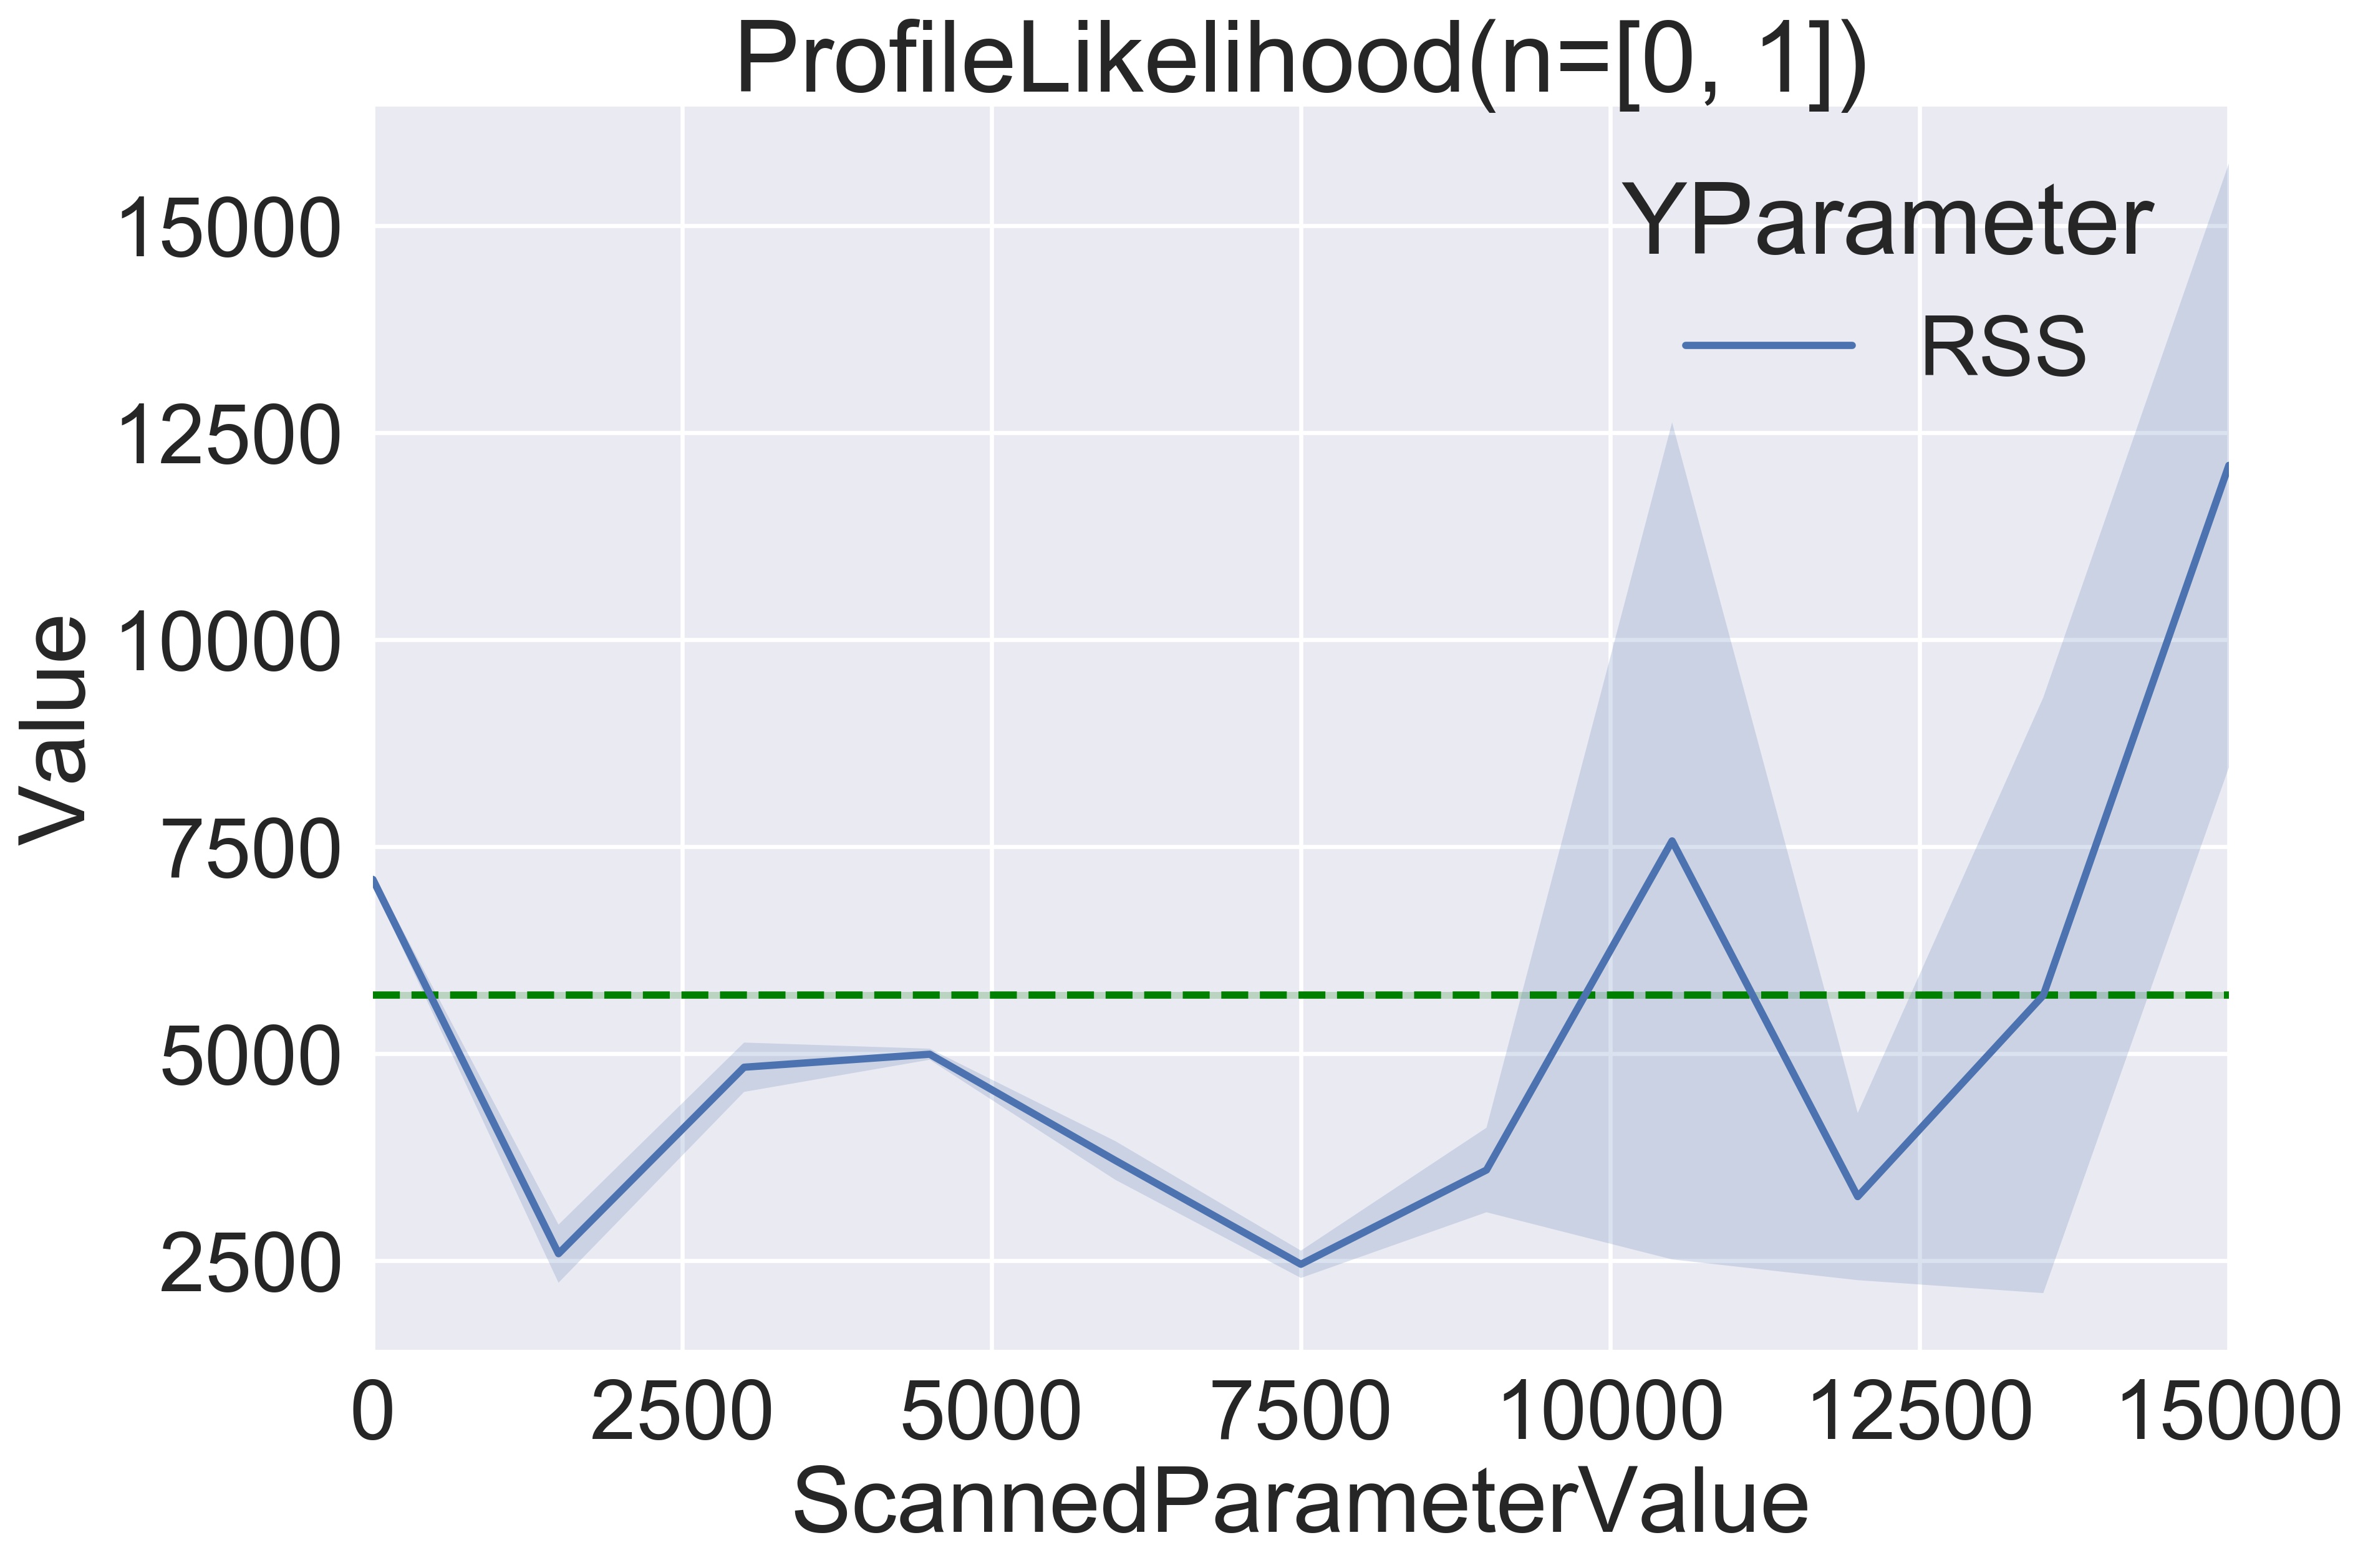 ProfileLikelihood(n=[0, 1])
YParameter
RSS
Value
15000
12500
10000
7500
5000
2500
0 2500 5000 7500 10000 12500 15000
ScannedParameterValue